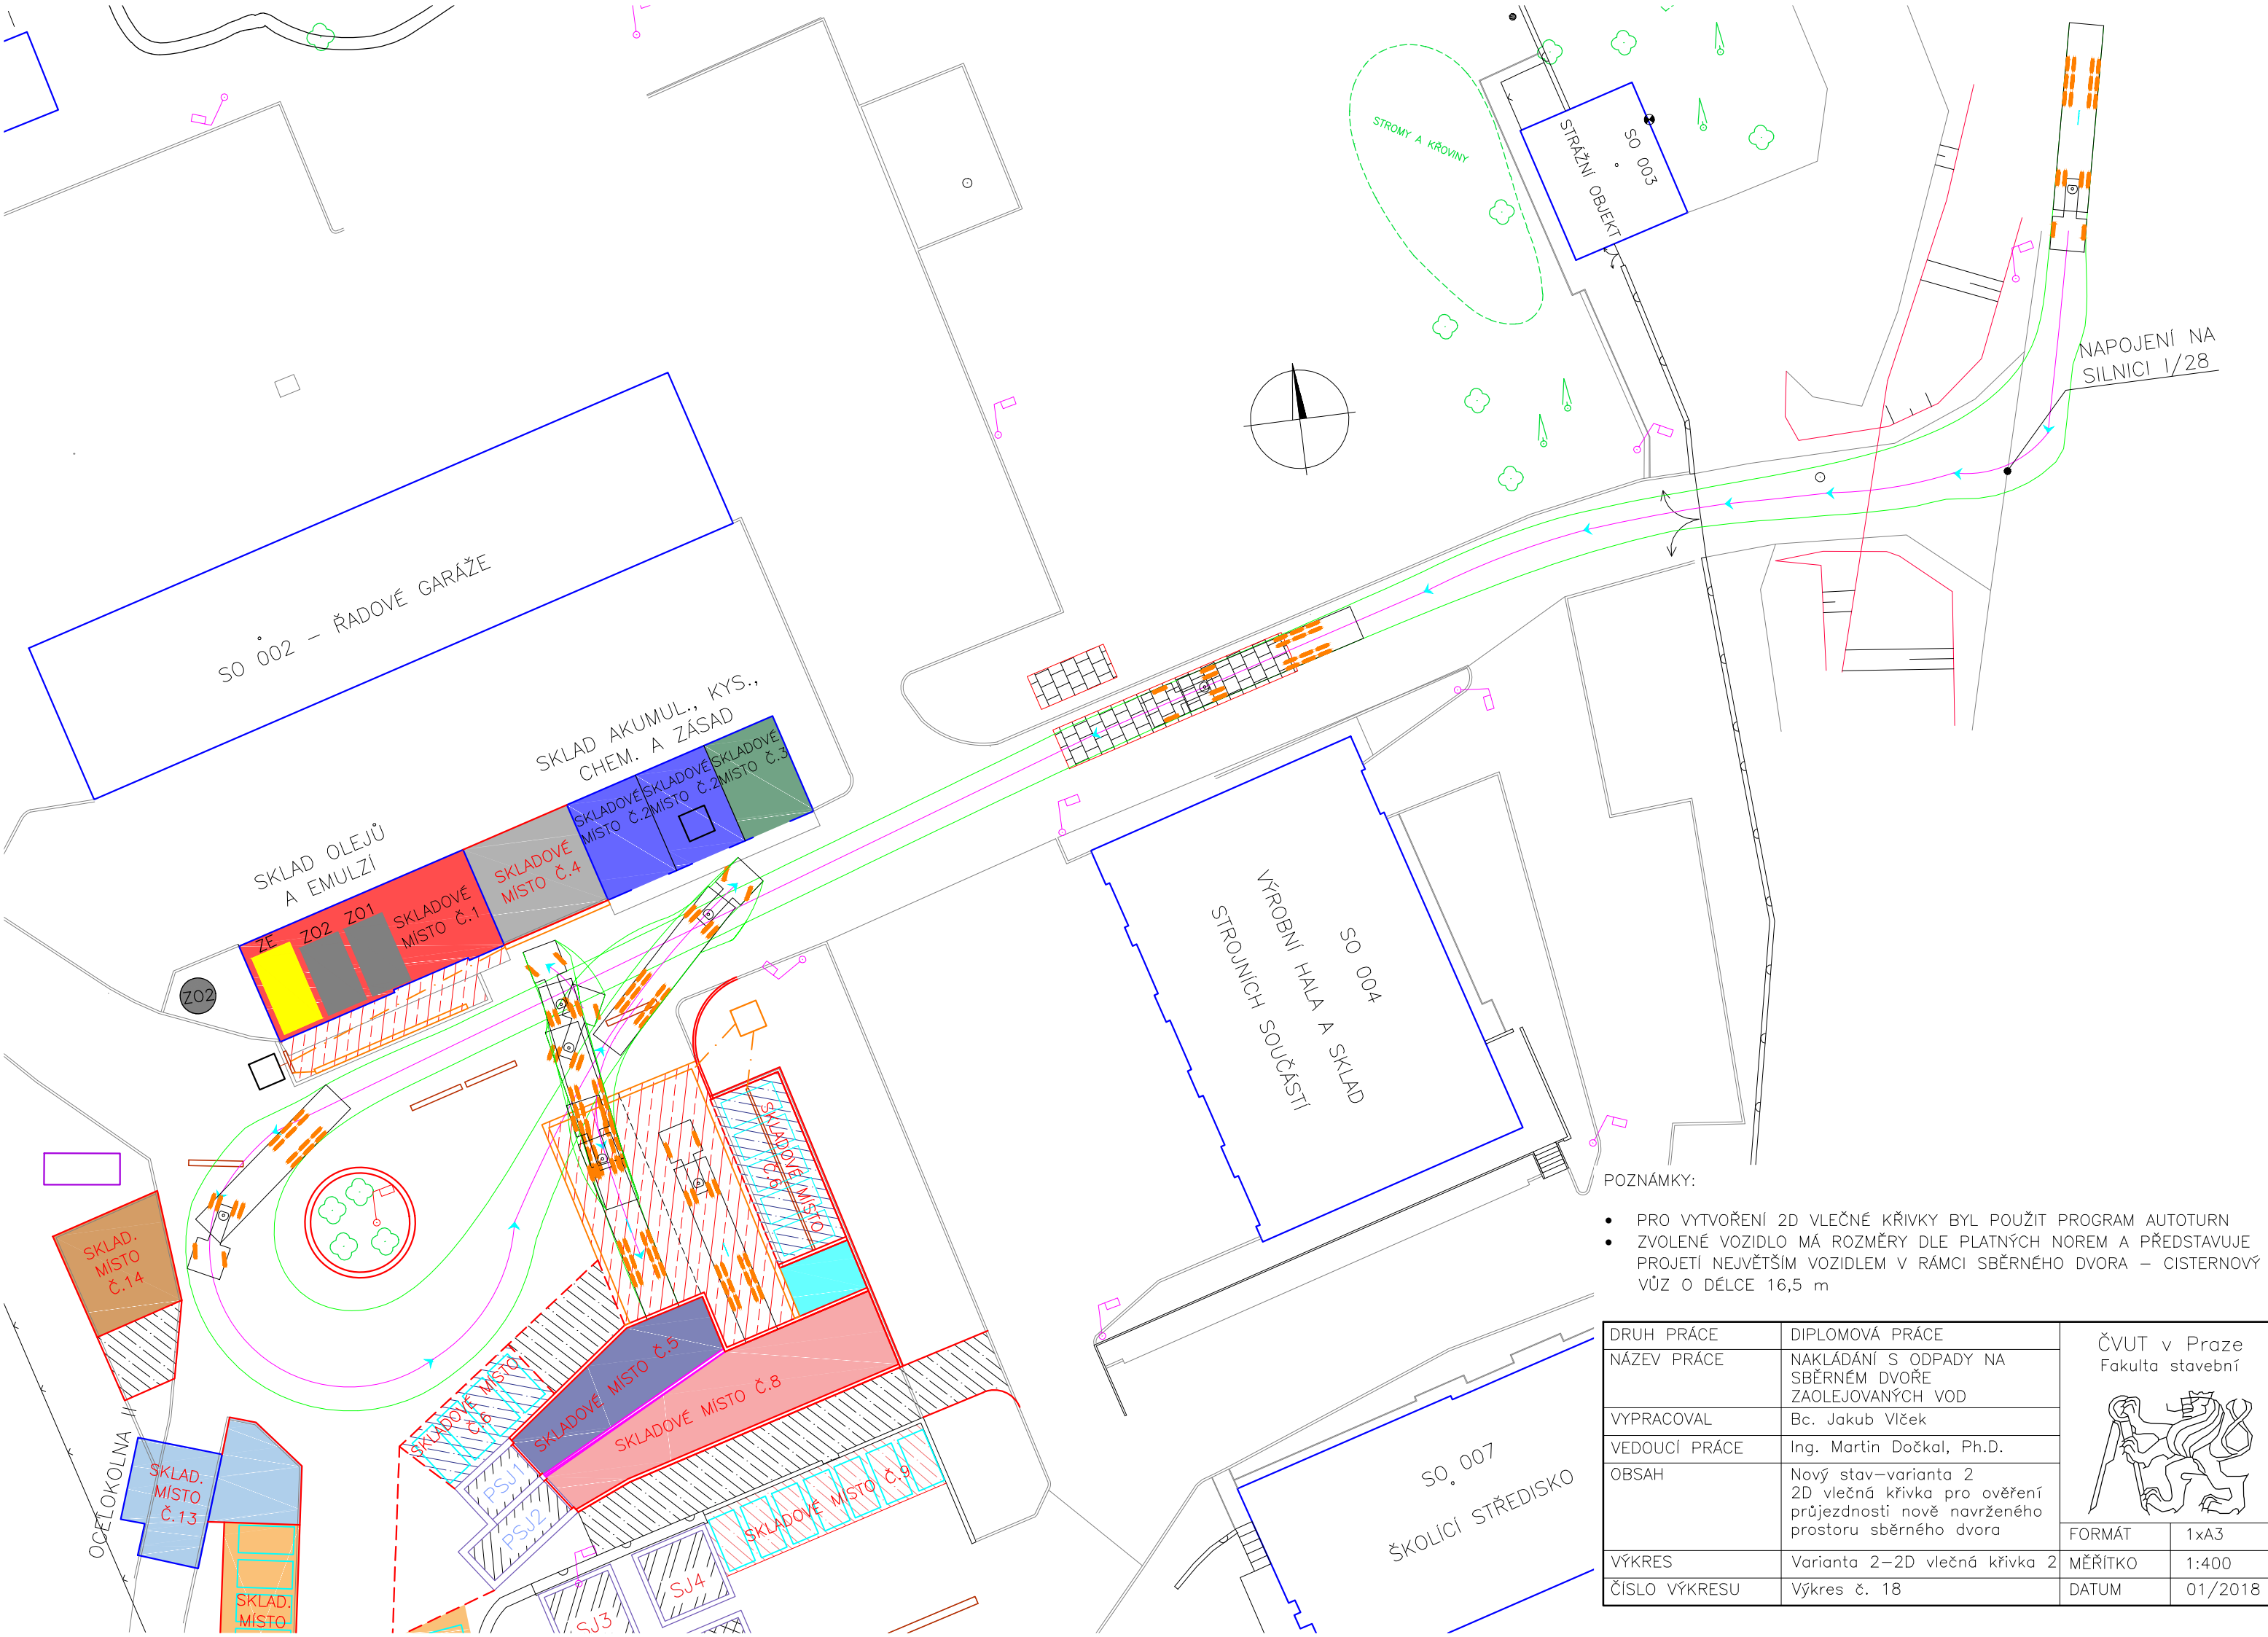 STROMY A KŘOVINY
SO 003
STRÁŽNÍ OBJEKT
NAPOJENÍ NA
SILNICI I/28
SO 002 – ŘADOVÉ GARÁŽE
SKLAD AKUMUL., KYS.,
CHEM. A ZÁSAD
SKLADOVÉ
MÍSTO Č.3
SKLADOVÉ
MÍSTO Č.2
SKLADOVÉ
MÍSTO Č.2
SKLADOVÉ
MÍSTO Č.4
SKLAD OLEJŮ
A EMULZÍ
SKLADOVÉ
MÍSTO Č.1
ZE
ZO2
ZO1
ZO2
SO 004
VÝROBNÍ HALA A SKLAD
STROJNÍCH SOUČÁSTÍ
SKLADOVÉ MÍSTO
Č.6
SKLAD.
MÍSTO
Č.14
SKLADOVÉ MÍSTO Č.5
SKLADOVÉ MÍSTO Č.8
SKLADOVÉ MÍSTO
Č.6
SKLADOVÉ MÍSTO Č.9
PSJ1
PSJ2
SJ4
SJ3
OCELOKOLNA II
SKLAD.
MÍSTO
Č.13
SKLAD.
MÍSTO
SO 007
ŠKOLÍCÍ STŘEDISKO
POZNÁMKY:
• PRO VYTVOŘENÍ 2D VLEČNÉ KŘIVKY BYL POUŽIT PROGRAM AUTOTURN
• ZVOLENÉ VOZIDLO MÁ ROZMĚRY DLE PLATNÝCH NOREM A PŘEDSTAVUJE
PROJETÍ NEJVĚTŠÍM VOZIDLEM V RÁMCI SBĚRNÉHO DVORA – CISTERNOVÝ
VŮZ O DÉLCE 16,5 m
DRUH PRÁCE DIPLOMOVÁ PRÁCE
NÁZEV PRÁCE NAKLÁDÁNÍ S ODPADY NA
SBĚRNÉM DVOŘE
ZAOLEJOVANÝCH VOD
VYPRACOVAL Bc. Jakub Vlček
VEDOUCÍ PRÁCE Ing. Martin Dočkal, Ph.D.
OBSAH Nový stav–varianta 2
2D vlečná křivka pro ověření
průjezdnosti nově navrženého
prostoru sběrného dvora
VÝKRES Varianta 2–2D vlečná křivka 2
ČÍSLO VÝKRESU Výkres č. 18
ČVUT v Praze
Fakulta stavební
FORMÁT 1xA3
MĚŘÍTKO 1:400
DATUM 01/2018